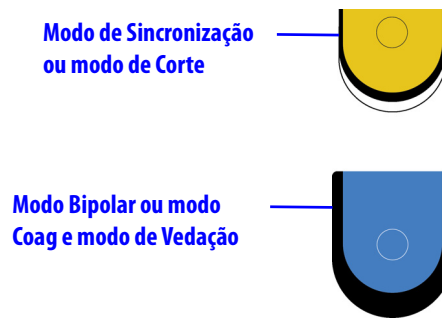 Modo de Sincronização
ou modo de Corte
Modo Bipolar ou modo
Coag e modo de Vedação